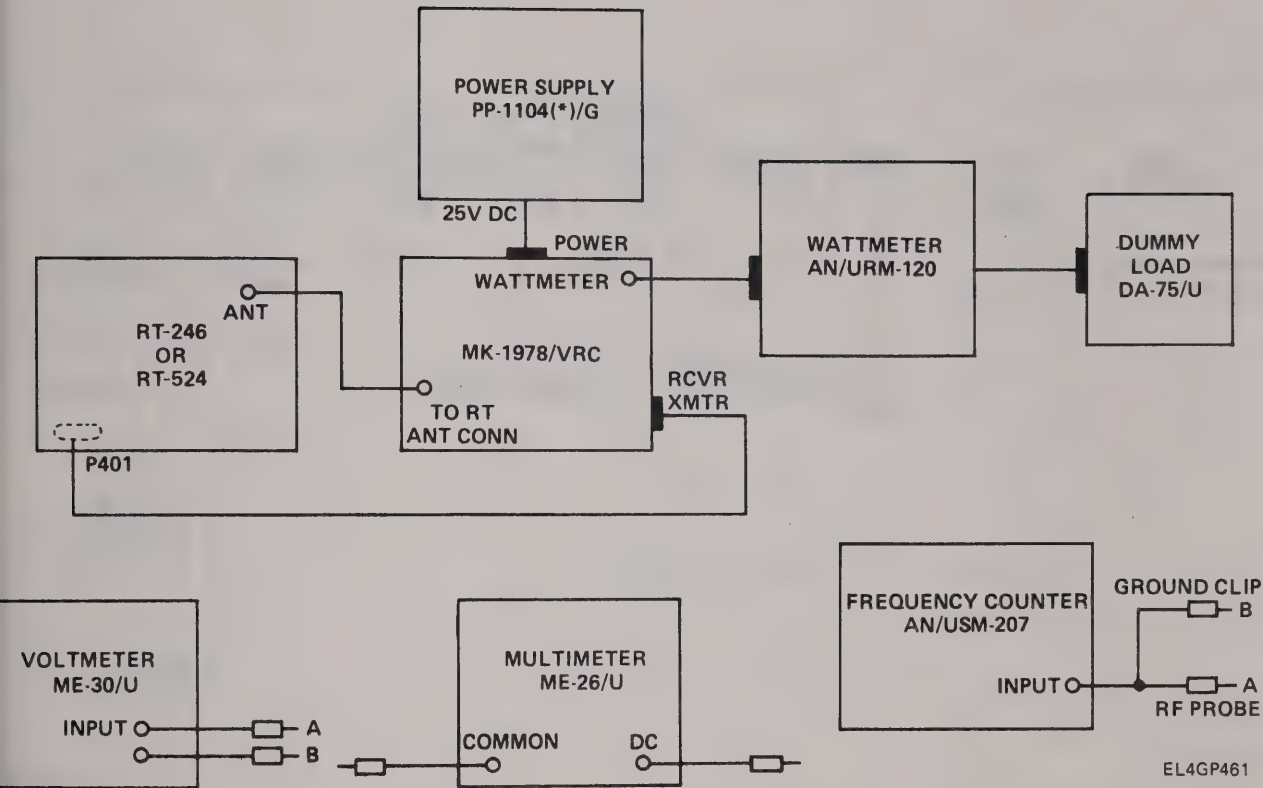 POWER SUPPLY
PP-1104(*)/G
25V DC
POWER
WATTMETER
MK-1978/VRC
TO RT
ANT CONN
RCVR
XMTR
ANT
RT-246
OR
RT-524
P401
WATTMETER
AN/URM-120
DUMMY
LOAD
DA-75/U
VOLTMETER
ME-30/U
INPUT
A
B
MULTIMETER
ME-26/U
COMMON
DC
FREQUENCY COUNTER
AN/USM-207
INPUT
GROUND CLIP
B
A
RF PROBE
EL4GP461